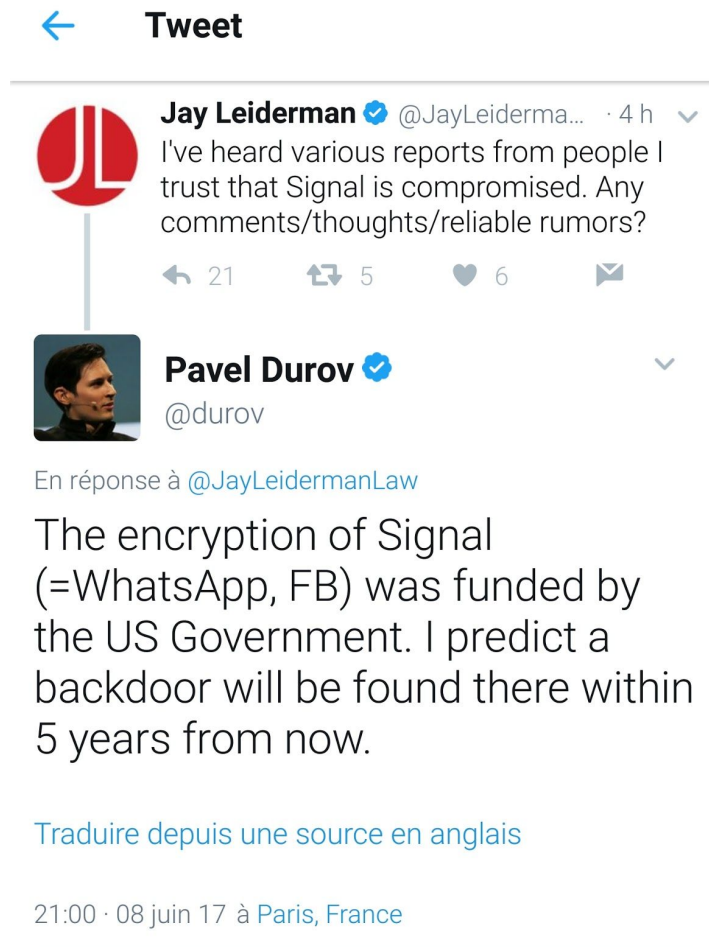 Tweet
JL
Jay Leiderman @JayLeiderma... · 4 h
I've heard various reports from people I
trust that Signal is compromised. Any
comments/thoughts/reliable rumors?
21 5 6
Pavel Durov
@durov
En réponse à @JayLeidermanLaw
The encryption of Signal
(=WhatsApp, FB) was funded by
the US Government. I predict a
backdoor will be found there within
5 years from now.
Traduire depuis une source en anglais
21:00 · 08 juin 17 à Paris, France